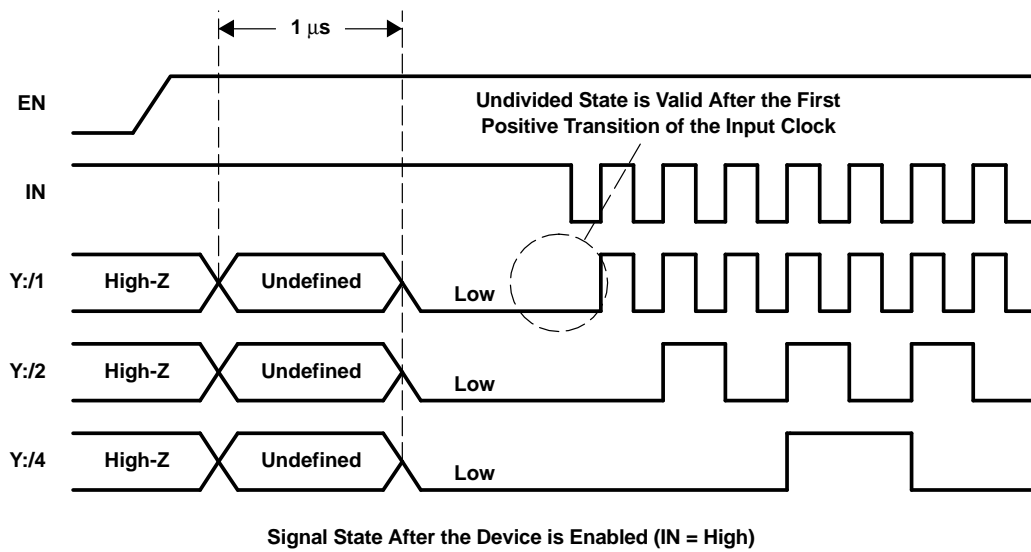 1 μs
EN
Undivided State is Valid After the First
Positive Transition of the Input Clock
IN
Y:/1 High-Z Undefined Low
Y:/2 High-Z Undefined Low
Y:/4 High-Z Undefined Low
Signal State After the Device is Enabled (IN = High)